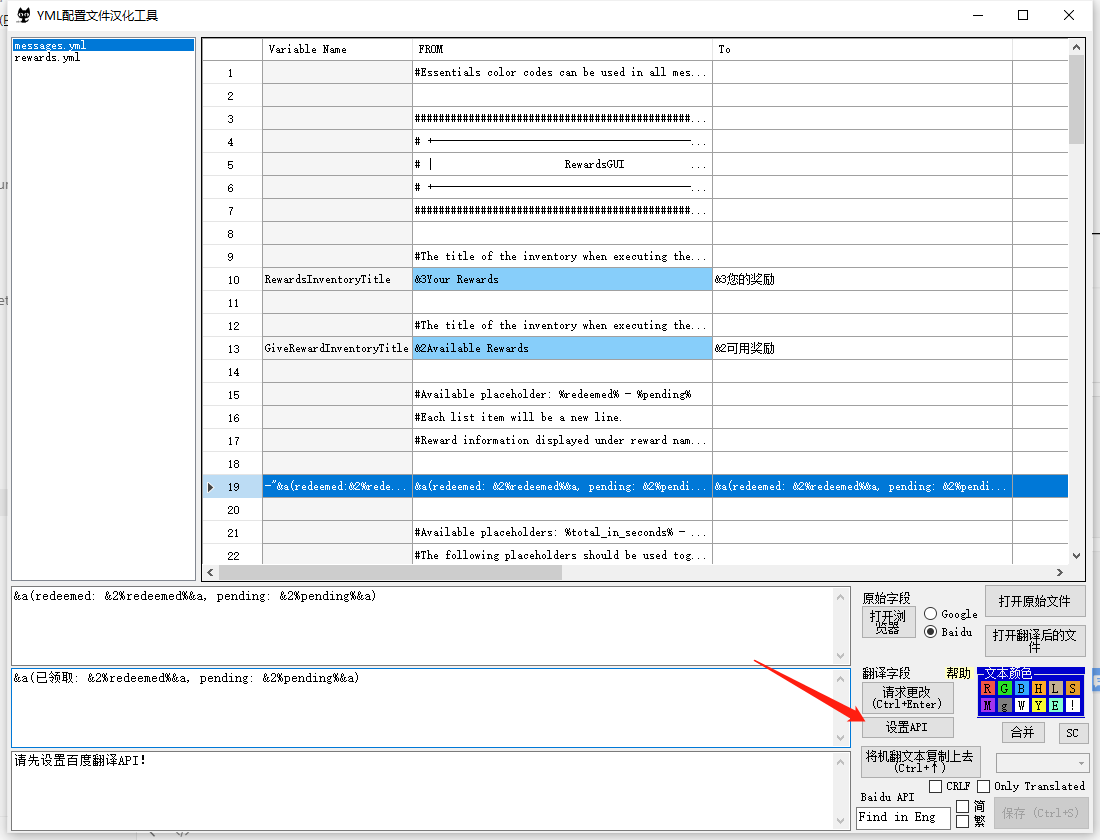 YML配置文件汉化工具
messages.yml
rewards.yml
Variable Name FROM To
1 #Essentials color codes can be used in all mes...
2
3 ##############################################...
4 # +———————————————————————...
5 # | RewardsGUI ...
6 # +———————————————————————...
7 ##############################################...
8
9 #The title of the inventory when executing the...
10 RewardsInventoryTitle &3Your Rewards &3您的奖励
11
12 #The title of the inventory when executing the...
13 GiveRewardInventoryTitle &2Available Rewards &2可用奖励
14
15 #Available placeholder: %redeemed% - %pending%
16 #Each list item will be a new line.
17 #Reward information displayed under reward nam...
18
19 -"&a(redeemed:&2%rede... &a(redeemed: &2%redeemed%&a, pending: &2%pendi... &a(redeemed: &2%redeemed%&a, pending: &2%pendi...
20
21 #Available placeholders: %total_in_seconds% - ...
22 #The following placeholders should be used tog...
&a(redeemed: &2%redeemed%&a, pending: &2%pending%&a)
&a(已领取: &2%redeemed%&a, pending: &2%pending%&a)
请先设置百度翻译API!
原始字段
打开浏
览器
Google
Baidu
打开原始文件
打开翻译后的文
件
翻译字段 帮助
请求更改
(Ctrl+Enter)
设置API
文本颜色
R G B H L S
M g W Y E !
合并 SC
将机翻文本复制上去
(Ctrl+↑)
CRLF Only Translated
Baidu API
Find in Eng
简
繁
保存 (Ctrl+S)